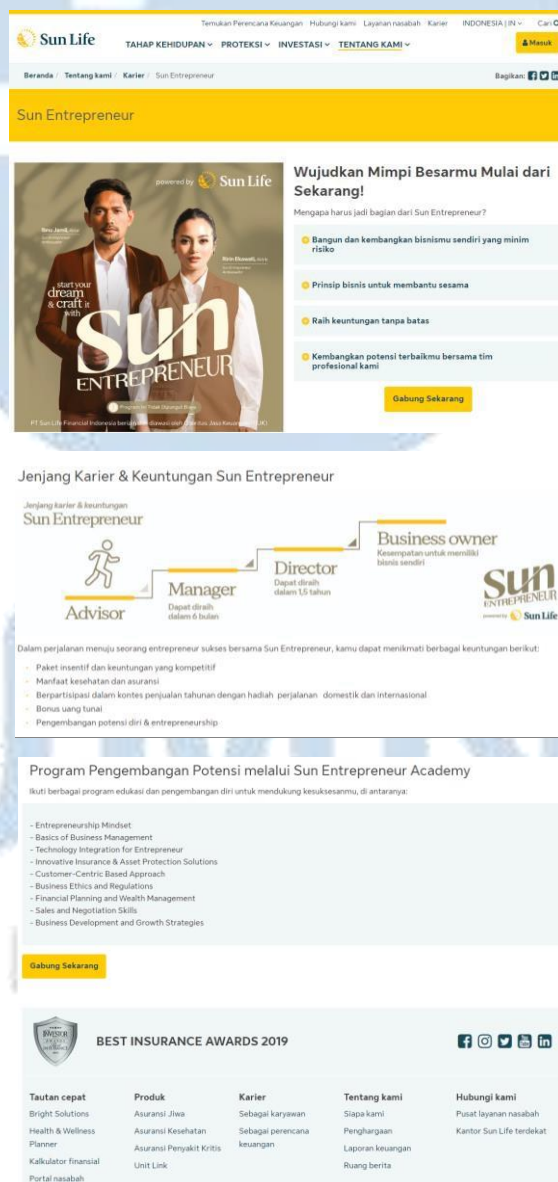 Temukan Perencana Keuangan Hubungi kami Layanan nasabah Karier INDONESIA | IN Cari
Sun Life
TAHAP KEHIDUPAN PROTEKSI INVESTASI TENTANG KAMI
Masuk
Beranda / Tentang kami / Karier / Sun Entrepreneur
Bagikan:
Sun Entrepreneur
powered by Sun Life
start your
dream
& craft it
with
Sun
ENTREPRENEUR
Program Ini Tidak Dipungut Biaya
PT Sun Life Financial Indonesia
Wujudkan Mimpi Besarmu Mulai dari
Sekarang!
Mengapa harus jadi bagian dari Sun Entrepreneur?
Bangun dan kembangkan bisnismu sendiri yang minim
risiko
Prinsip bisnis untuk membantu sesama
Raih keuntungan tanpa batas
Kembangkan potensi terbaikmu bersama tim
profesional kami
Gabung Sekarang
Jenjang Karier & Keuntungan Sun Entrepreneur
Jenjang karier & keuntungan
Sun Entrepreneur
Advisor
Manager
Dapat diraih
dalam 6 bulan
Director
Dapat diraih
dalam 1,5 tahun
Business owner
Kesempatan untuk memiliki
bisnis sendiri
Sun
ENTREPRENEUR
powered by Sun Life
Dalam perjalanan menuju seorang entrepreneur sukses bersama Sun Entrepreneur, kamu dapat menikmati berbagai keuntungan berikut:
Paket insentif dan keuntungan yang kompetitif
Manfaat kesehatan dan asuransi
Berpartisipasi dalam kontes penjualan tahunan dengan hadiah perjalanan domestik dan internasional
Bonus uang tunai
Pengembangan potensi diri & entrepreneurship
Program Pengembangan Potensi melalui Sun Entrepreneur Academy
Ikuti berbagai program edukasi dan pengembangan diri untuk mendukung kesuksesanmu, di antaranya:
- Entrepreneurship Mindset
- Basics of Business Management
- Technology Integration for Entrepreneur
- Innovative Insurance & Asset Protection Solutions
- Customer-Centric Based Approach
- Business Ethics and Regulations
- Financial Planning and Wealth Management
- Sales and Negotiation Skills
- Business Development and Growth Strategies
Gabung Sekarang
INVESTOR
BEST INSURANCE AWARDS 2019
Tautan cepat
Bright Solutions
Health & Wellness
Planner
Kalkulator finansial
Portal nasabah
Produk
Asuransi Jiwa
Asuransi Kesehatan
Asuransi Penyakit Kritis
Unit Link
Karier
Sebagai karyawan
Sebagai perencana
keuangan
Tentang kami
Siapa kami
Penghargaan
Laporan keuangan
Ruang berita
Hubungi kami
Pusat layanan nasabah
Kantor Sun Life terdekat